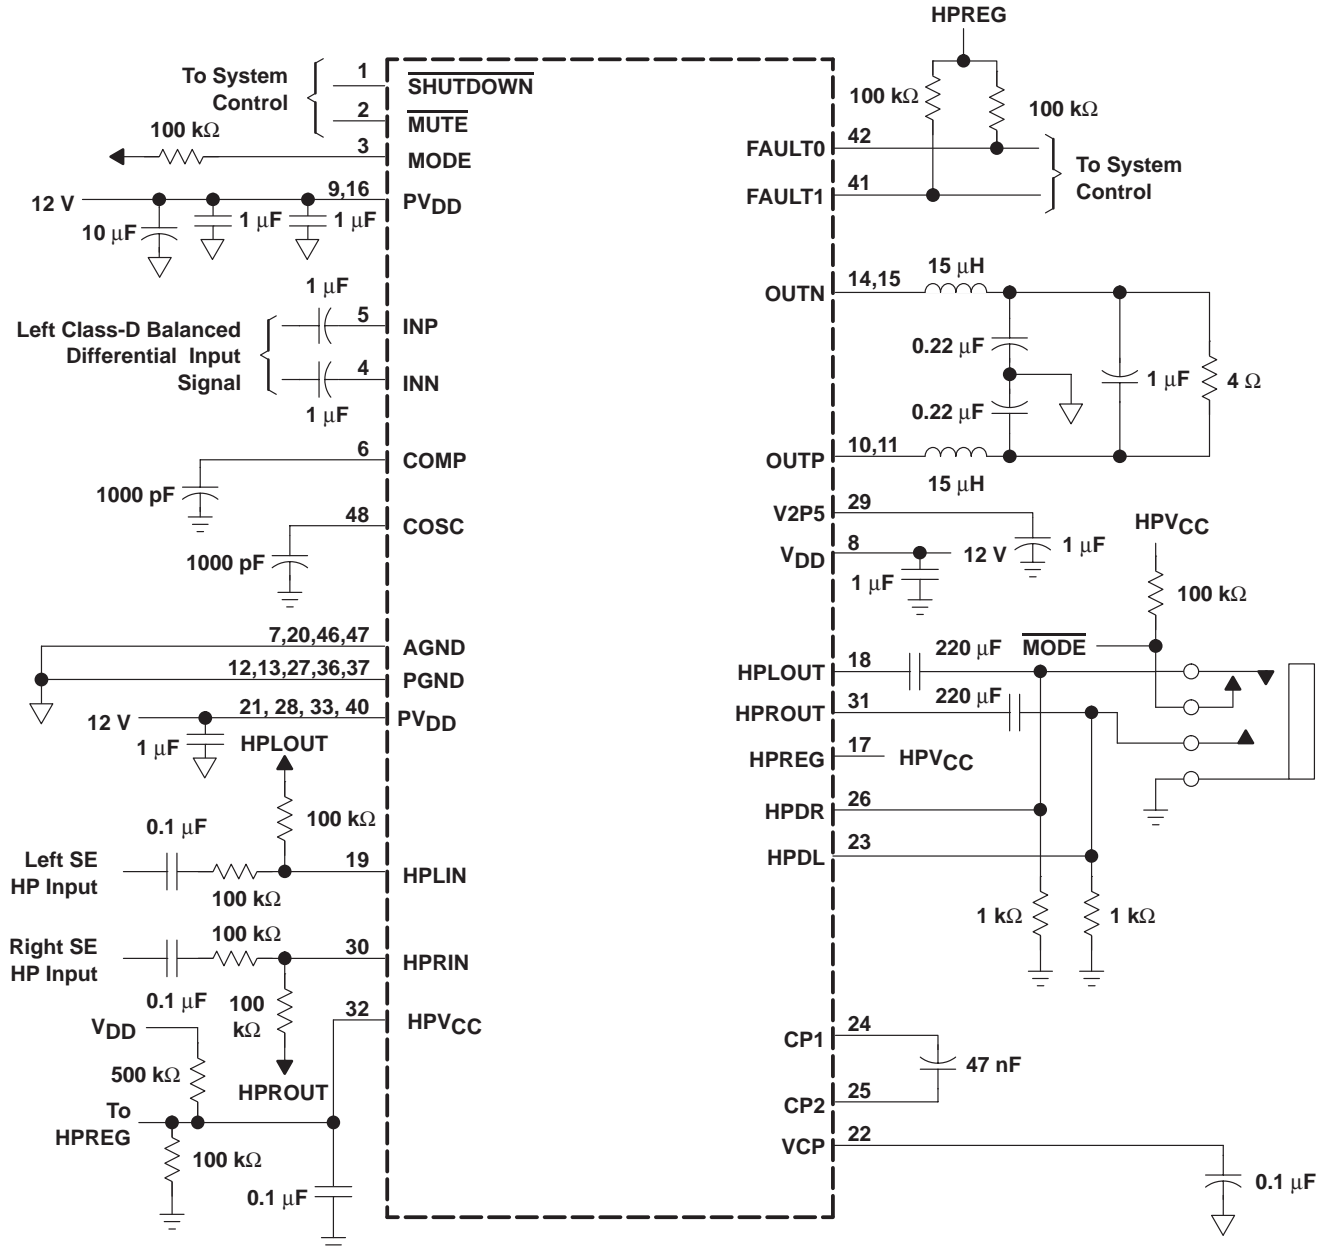 To System
Control
1
SHUTDOWN
2
MUTE
100 kΩ
3
MODE
12 V
9,16
PVDD
10 μF
1 μF
1 μF
1 μF
Left Class-D Balanced
Differential Input
Signal
5
INP
4
INN
1 μF
6
COMP
1000 pF
48
COSC
1000 pF
7,20,46,47
AGND
12,13,27,36,37
PGND
12 V
21, 28, 33, 40
PVDD
1 μF
HPLOUT
100 kΩ
0.1 μF
Left SE
HP Input
19
HPLIN
100 kΩ
100 kΩ
Right SE
HP Input
30
HPRIN
0.1 μF
100
kΩ
32
HPVCC
VDD
500 kΩ
HPROUT
To
HPREG
100 kΩ
0.1 μF
HPREG
100 kΩ
100 kΩ
FAULT0
42
FAULT1
41
To System
Control
OUTN
14,15
15 μH
0.22 μF
0.22 μF
1 μF
4 Ω
OUTP
10,11
15 μH
V2P5
29
1 μF
VDD
8
12 V
1 μF
HPVCC
100 kΩ
MODE
HPLOUT
18
220 μF
HPROUT
31
220 μF
HPREG
17
HPVCC
HPDR
26
HPDL
23
1 kΩ
1 kΩ
CP1
24
47 nF
CP2
25
VCP
22
0.1 μF